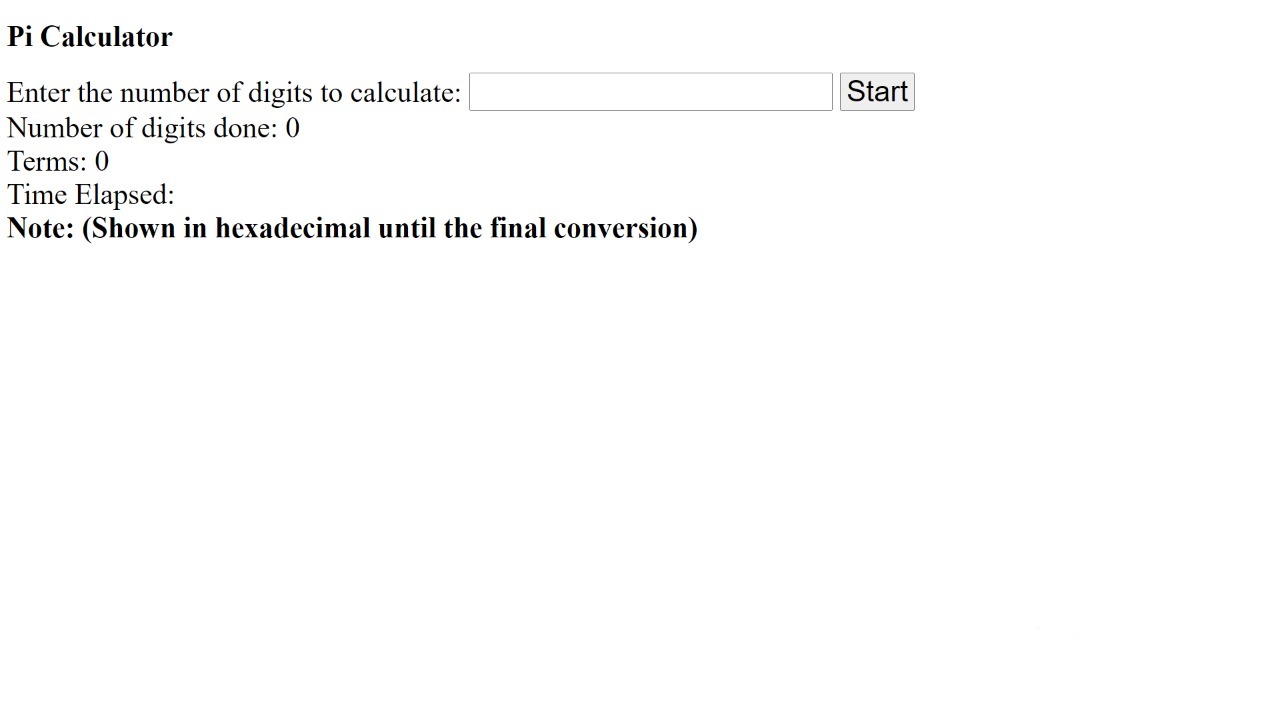 Pi Calculator
Enter the number of digits to calculate: Start
Number of digits done: 0
Terms: 0
Time Elapsed:
Note: (Shown in hexadecimal until the final conversion)